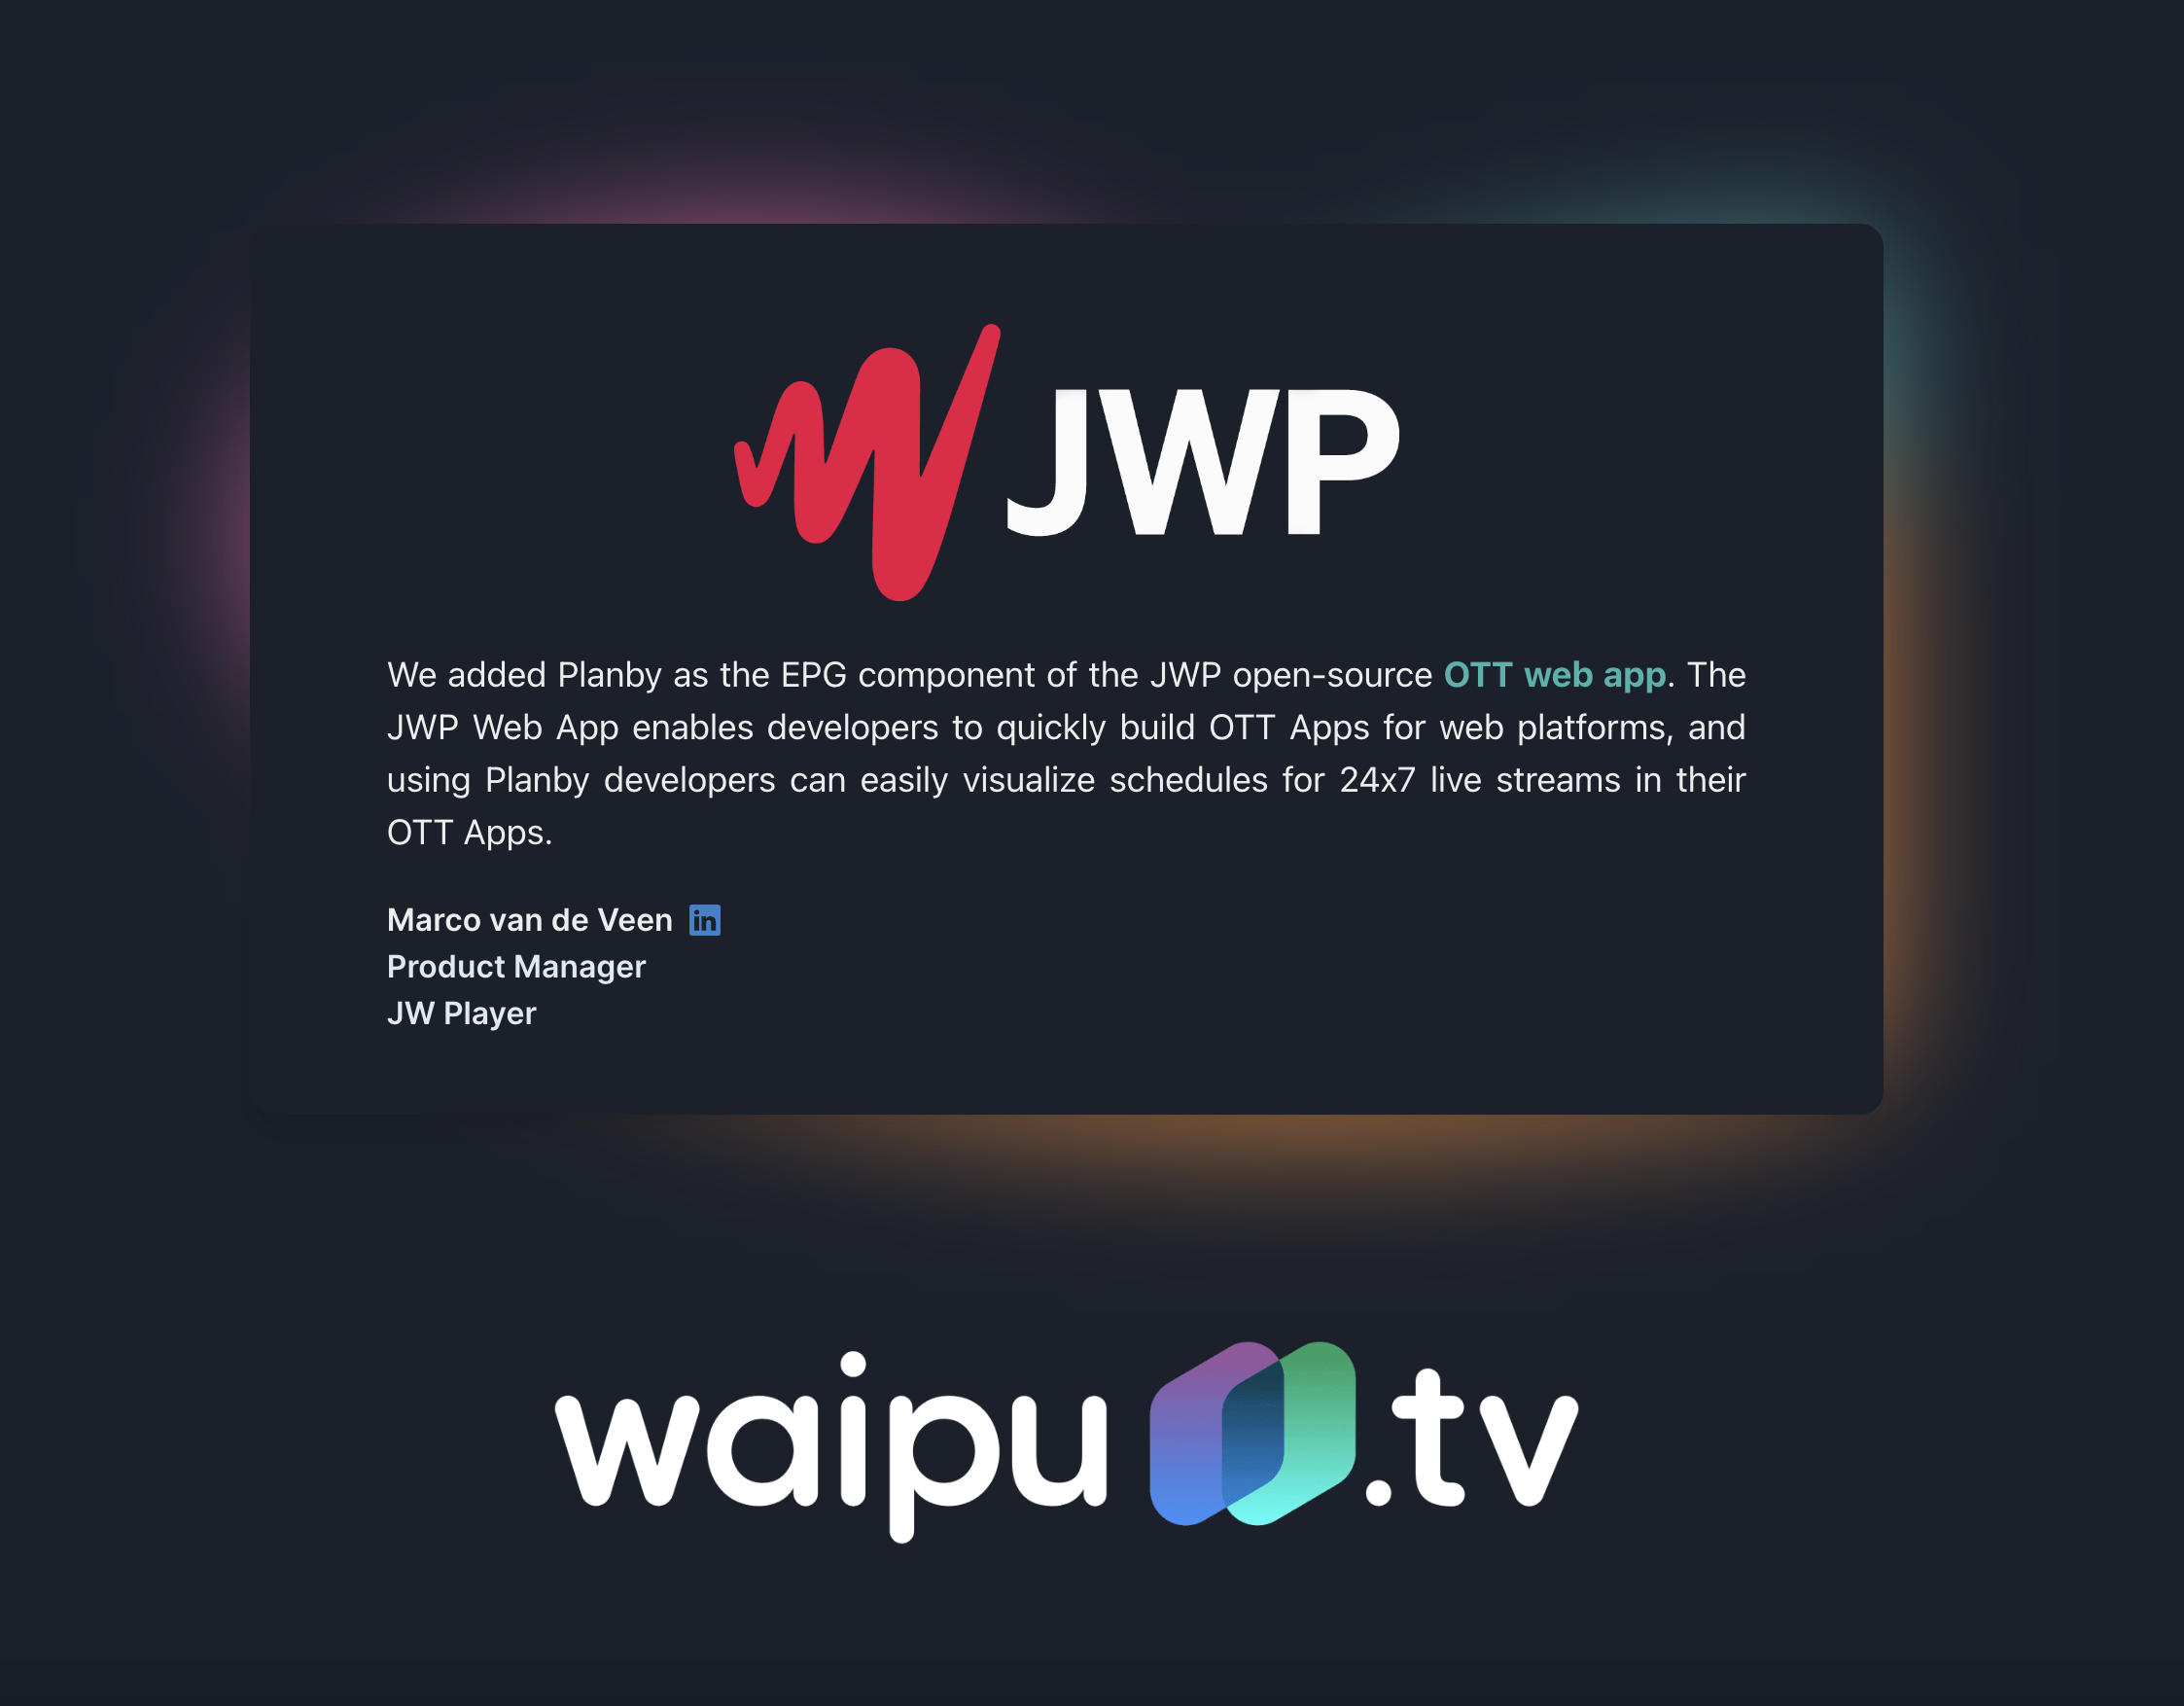 JWP
We added Planby as the EPG component of the JWP open-source OTT web app. The
JWP Web App enables developers to quickly build OTT Apps for web platforms, and
using Planby developers can easily visualize schedules for 24x7 live streams in their
OTT Apps.
Marco van de Veen in
Product Manager
JW Player
waipu.tv